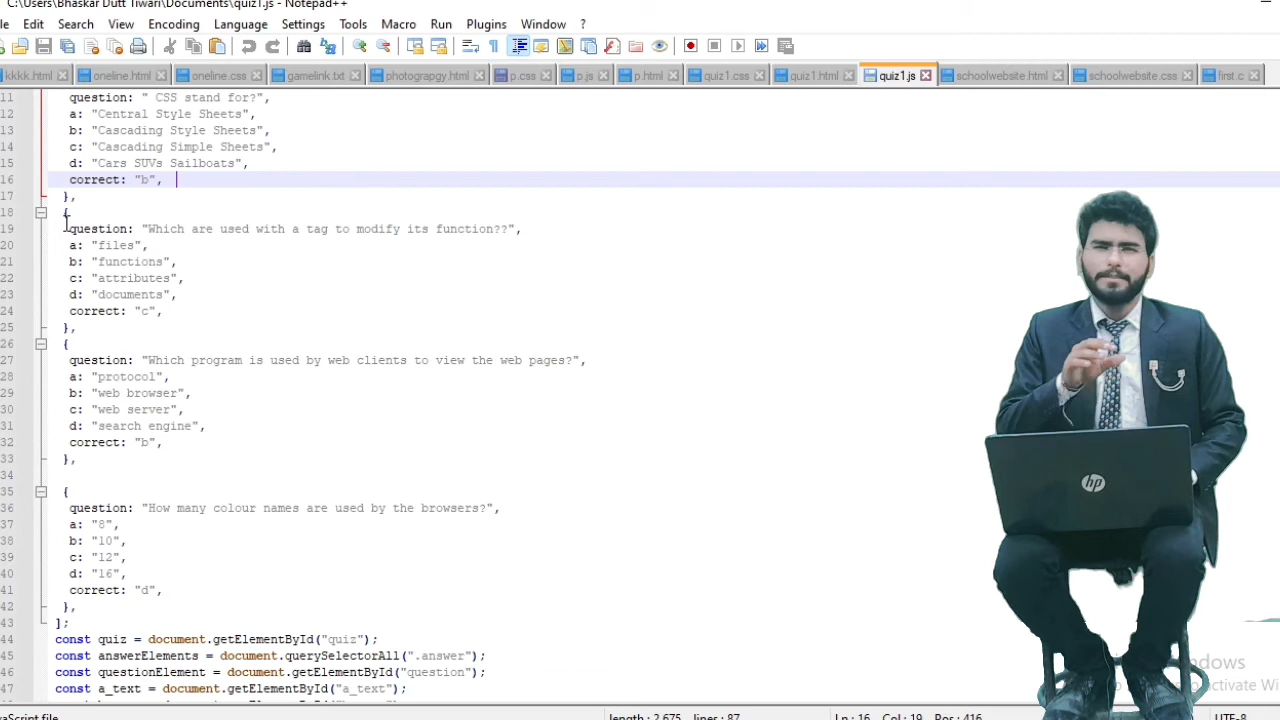 C:\Users\Bhaskar Dutt Tiwari\Documents\quiz1.js - Notepad++
le Edit Search View Encoding Language Settings Tools Macro Run Plugins Window ?
kkkk.html oneline.html oneline.css gamelink.txt photograpgy.html p.css p.js p.html quiz1.css quiz1.html quiz1.js schoolwebsite.html schoolwebsite.css first.c
11 question: " CSS stand for?",
12 a: "Central Style Sheets",
13 b: "Cascading Style Sheets",
14 c: "Cascading Simple Sheets",
15 d: "Cars SUVs Sailboats",
16 correct: "b",
17 },
18 {
19 question: "Which are used with a tag to modify its function??",
20 a: "files",
21 b: "functions",
22 c: "attributes",
23 d: "documents",
24 correct: "c",
25 },
26 {
27 question: "Which program is used by web clients to view the web pages?",
28 a: "protocol",
29 b: "web browser",
30 c: "web server",
31 d: "search engine",
32 correct: "b",
33 },
34
35 {
36 question: "How many colour names are used by the browsers?",
37 a: "8",
38 b: "10",
39 c: "12",
40 d: "16",
41 correct: "d",
42 },
43 ];
44 const quiz = document.getElementById("quiz");
45 const answerElements = document.querySelectorAll(".answer");
46 const questionElement = document.getElementById("question");
47 const a_text = document.getElementById("a_text");
hp
dows
activate Wi
vaScript file length : 2,675 lines : 87 Ln : 16 Col : 19 Pos : 416 UTF-8